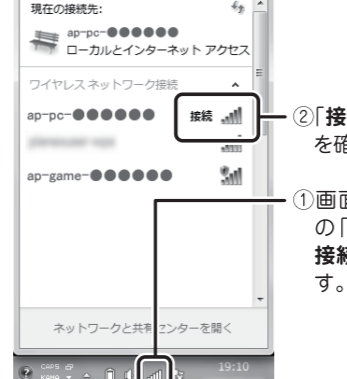 現在の接続先:
ap-pc-●●●●●●
ローカルとインターネット アクセス
ワイヤレス ネットワーク接続
ap-pc-●●●●●● 接続
ap-game-●●●●●●
ネットワークと共有センターを開く
CAPS
KANA
19:10
②「接
を確
①画面
の「
接続
す。